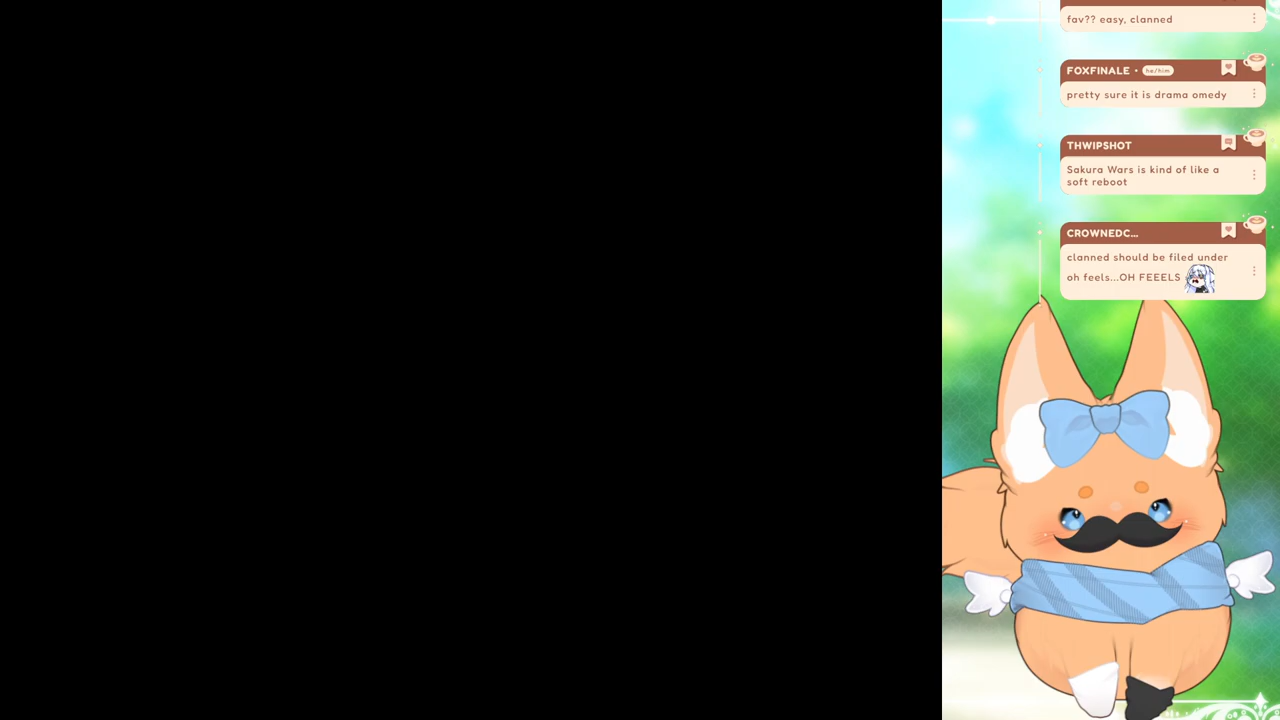 fav?? easy, clanned
FOXFINALE • he/him
pretty sure it is drama omedy
THWIPSHOT
Sakura Wars is kind of like a
soft reboot
CROWNEDC...
clanned should be filed under
oh feels...OH FEEELS